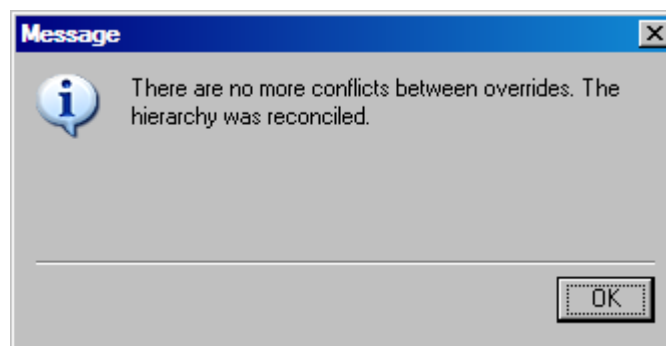 Message
There are no more conflicts between overrides. The
hierarchy was reconciled.
OK